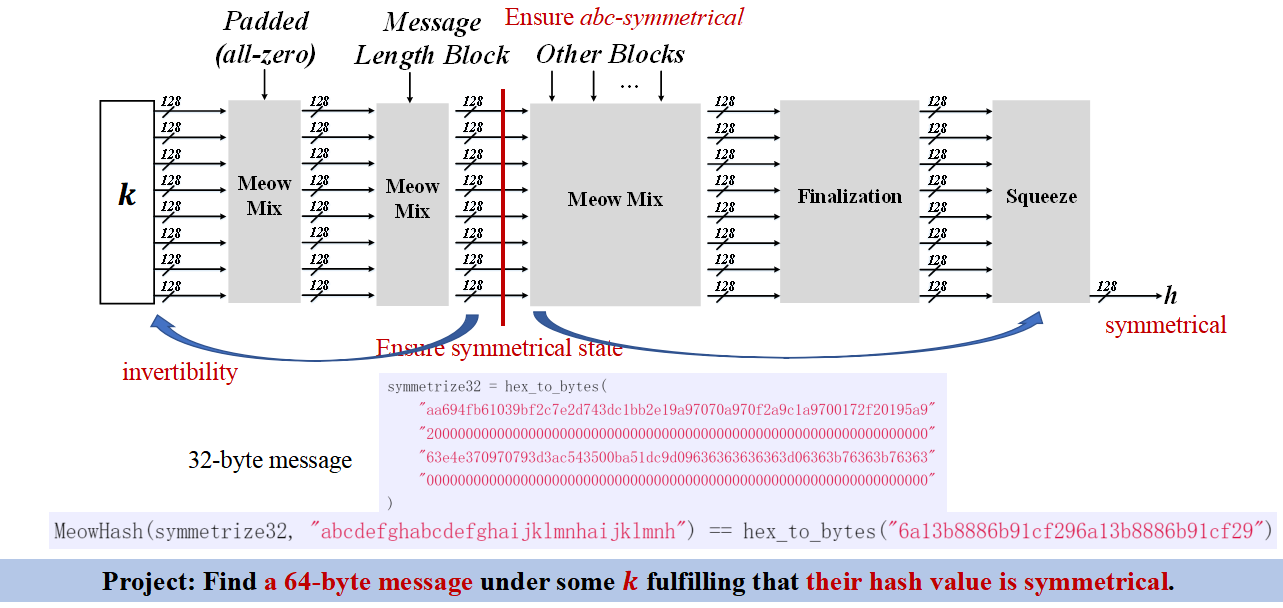 Padded
(all-zero)
Message
Length Block
Ensure abc-symmetrical
Other Blocks
...
k
128
128
128
128
128
128
128
128
Meow
Mix
128
128
128
128
128
128
128
128
Meow
Mix
128
128
128
128
128
128
128
128
Meow Mix
128
128
128
128
128
128
128
128
Finalization
128
128
128
128
128
128
128
128
Squeeze
128
h
symmetrical
invertibility
Ensure symmetrical state
32-byte message
symmetrize32 = hex_to_bytes(
"aa694fb61039bf2c7e2d743dc1bb2e19a97070a970f2a9c1a9700172f20195a9"
"2000000000000000000000000000000000000000000000000000000000000000"
"63e4e370970793d3ac543500ba51dc9d09636363636363d06363b76363b76363"
"0000000000000000000000000000000000000000000000000000000000000000"
)
MeowHash(symmetrize32, "abcdefghabcdefghaijklmnhaijklmnh") == hex_to_bytes("6a13b8886b91cf296a13b8886b91cf29")
Project: Find a 64-byte message under some k fulfilling that their hash value is symmetrical.